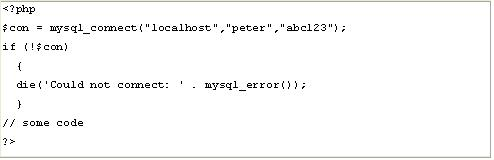 <?php
$con = mysql_connect("localhost","peter","abc123");
if (!$con)
  {
  die('Could not connect: ' . mysql_error());
  }
// some code
?>